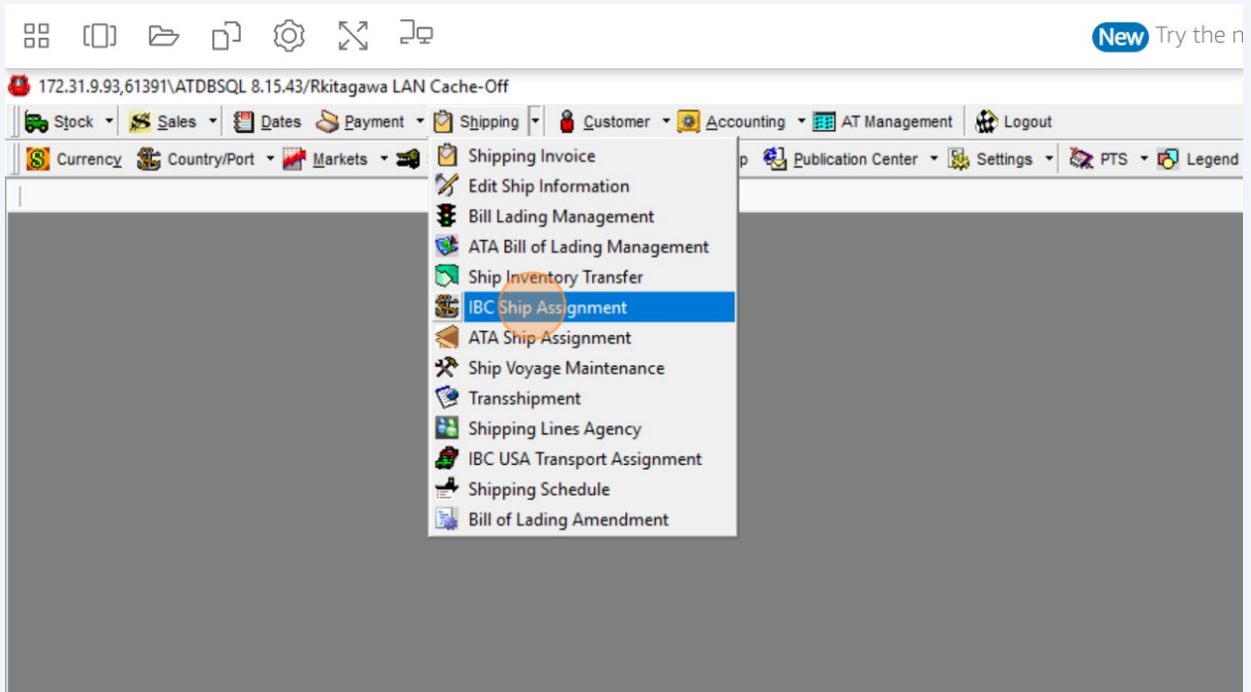 New Try the n
172.31.9.93,61391\ATDBSQL 8.15.43/Rkitagawa LAN Cache-Off
Stock Sales Dates Payment Shipping Customer Accounting AT Management Logout
Currency Country/Port Markets p Publication Center Settings PTS Legend
Shipping Invoice
Edit Ship Information
Bill Lading Management
ATA Bill of Lading Management
Ship Inventory Transfer
IBC Ship Assignment
ATA Ship Assignment
Ship Voyage Maintenance
Transshipment
Shipping Lines Agency
IBC USA Transport Assignment
Shipping Schedule
Bill of Lading Amendment